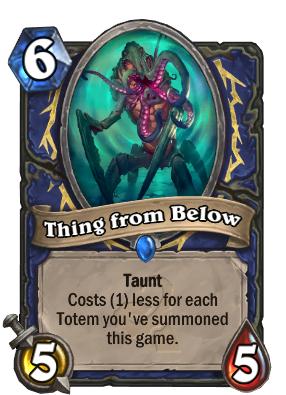 6
Thing from Below
Taunt
Costs (1) less for each
Totem you've summoned
this game.
5
5